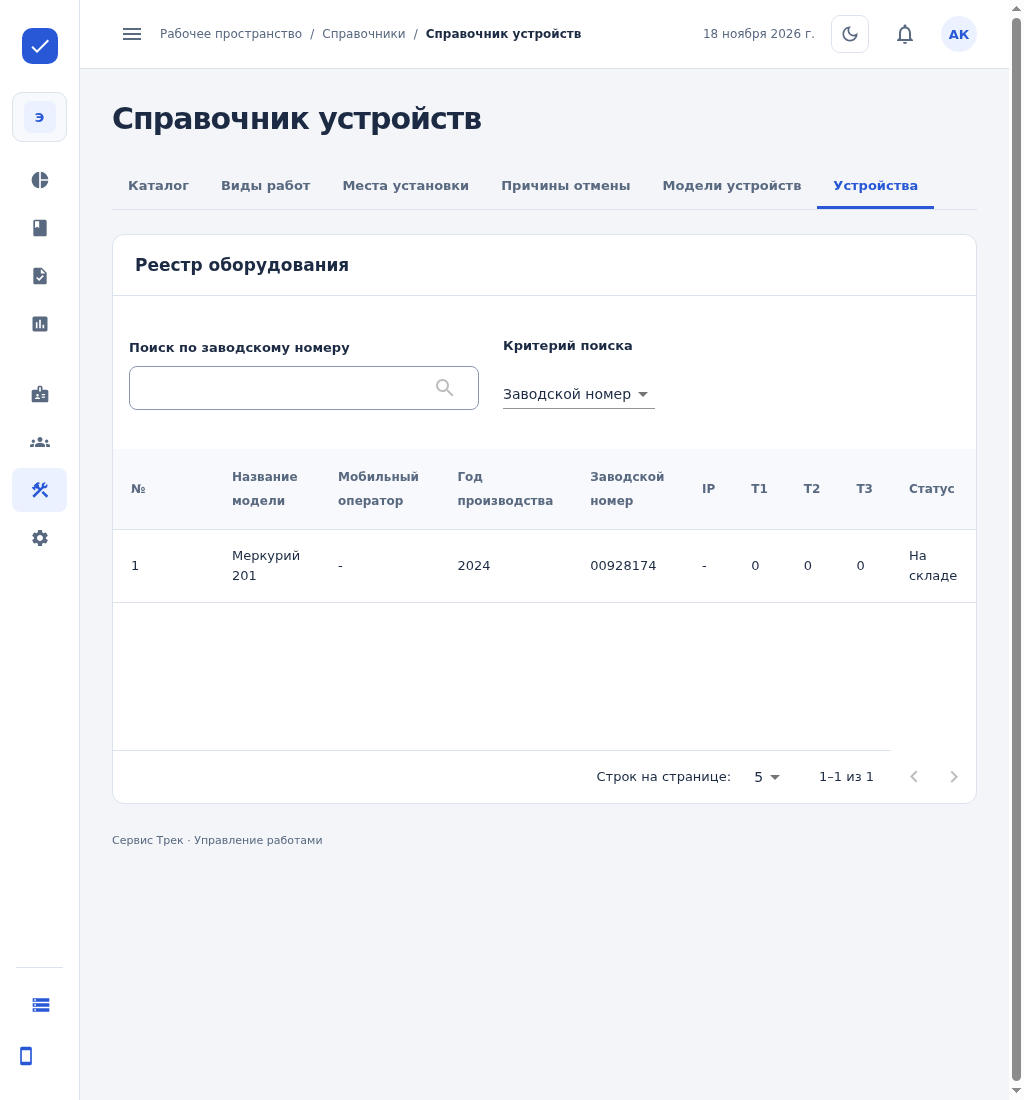 Рабочее пространство / Справочники / Справочник устройств
18 ноября 2026 г.
АК
Э
Справочник устройств
Каталог
Виды работ
Места установки
Причины отмены
Модели устройств
Устройства
Реестр оборудования
Поиск по заводскому номеру
Критерий поиска
Заводской номер
№
Название
модели
Мобильный
оператор
Год
производства
Заводской
номер
IP
T1
T2
T3
Статус
1
Меркурий
201
-
2024
00928174
-
0
0
0
На
складе
Строк на странице:
5
1–1 из 1
Сервис Трек · Управление работами